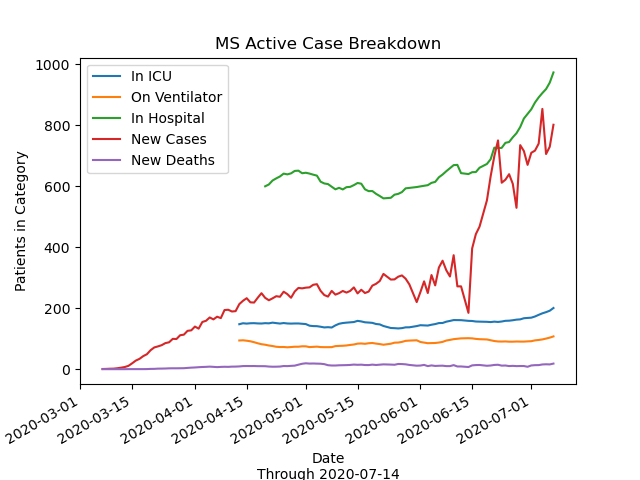 MS Active Case Breakdown
In ICU
On Ventilator
In Hospital
New Cases
New Deaths
Patients in Category
1000
800
600
400
200
0
2020-03-01
2020-03-15
2020-04-01
2020-04-15
2020-05-01
2020-05-15
2020-06-01
2020-06-15
2020-07-01
Date
Through 2020-07-14